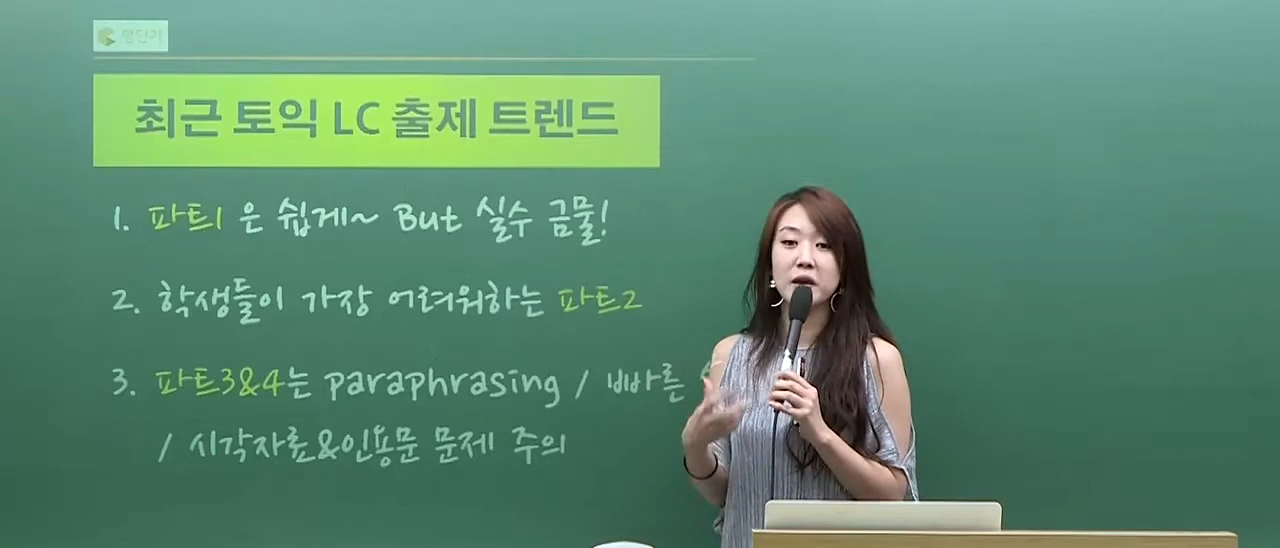 영단기
최근 토익 LC 출제 트렌드
1. 파트1 은 쉽게~ But 실수 금물!
2. 학생들이 가장 어려워하는 파트2
3. 파트3&4는 paraphrasing / 빠른
/ 시각자료&인용문 문제 주의